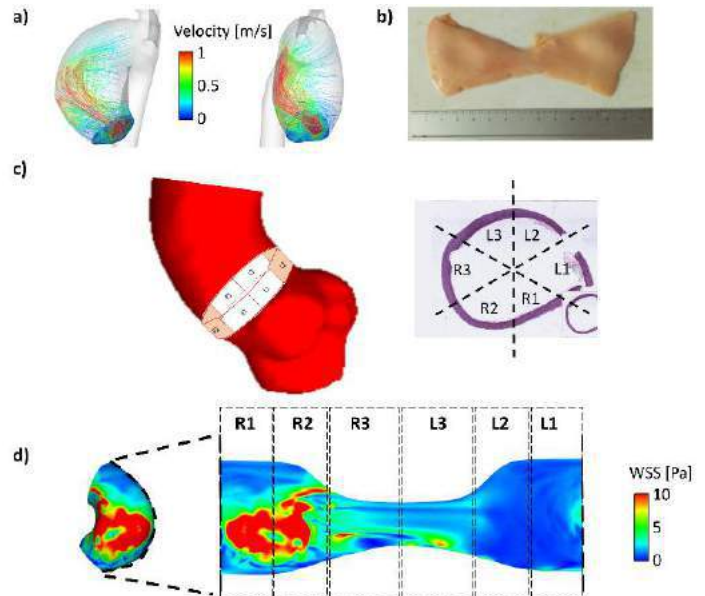 a)
Velocity [m/s]
1
0.5
0
b)
c)
L3 L2
R3 L1
R2 R1
R1 R2 R3 L3 L2 L1
d)
WSS [Pa]
10
5
0